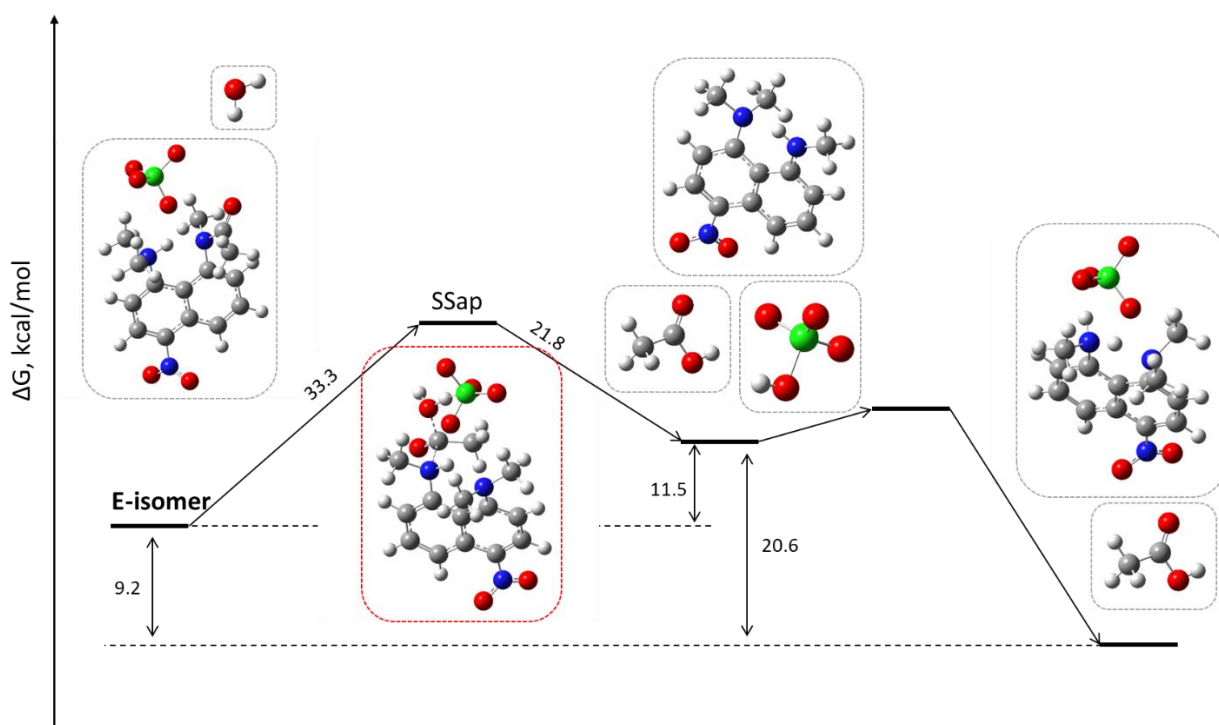 ΔG, kcal/mol
SSap
33.3
21.8
E-isomer
11.5
20.6
9.2